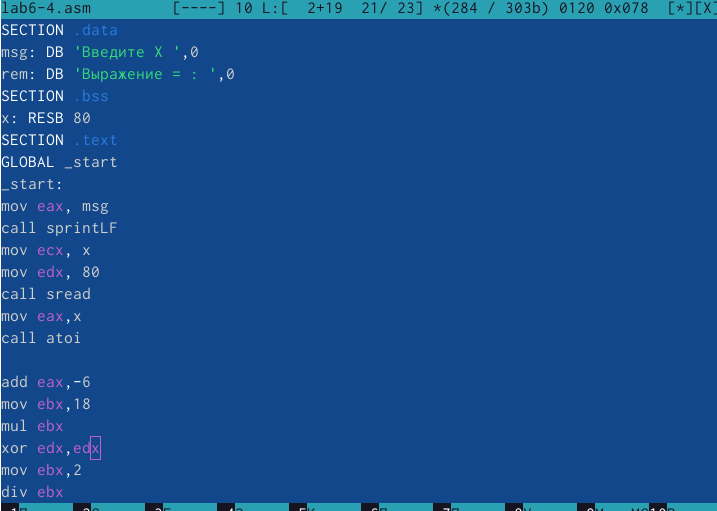 lab6-4.asm [----] 10 L:[ 2+19 21/ 23] *(284 / 303b) 0120 0x078 [*][X]
SECTION .data
msg: DB 'Введите X ',0
rem: DB 'Выражение = : ',0
SECTION .bss
x: RESB 80
SECTION .text
GLOBAL _start
_start:
mov eax, msg
call sprintLF
mov ecx, x
mov edx, 80
call sread
mov eax,x
call atoi
add eax,-6
mov ebx,18
mul ebx
xor edx,edx
mov ebx,2
div ebx